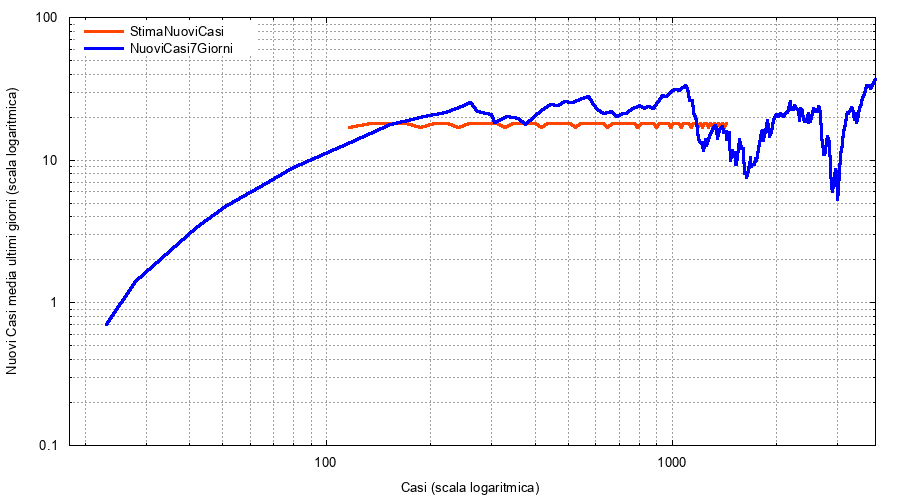 100
StimaNuoviCasi
NuoviCasi7Giorni
10
1
0.1
Nuovi Casi media ultimi giorni (scala logaritmica)
100
1000
Casi (scala logaritmica)